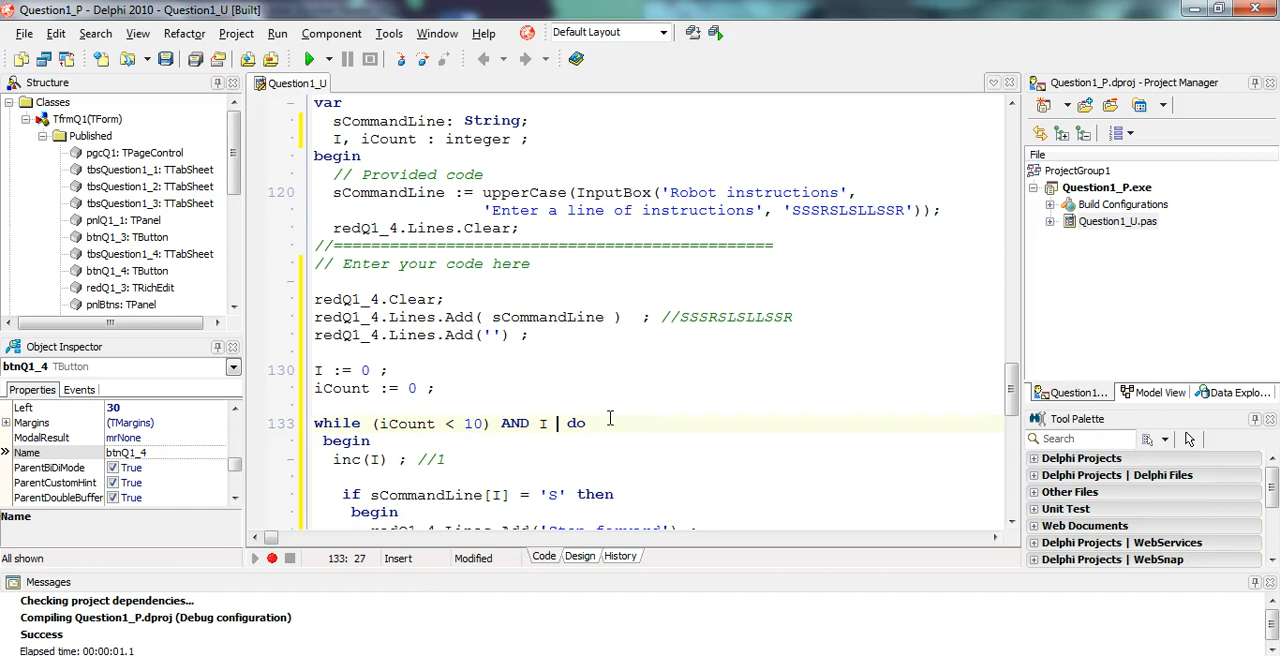 Question1_P - Delphi 2010 - Question1_U [Built]
File Edit Search View Refactor Project Run Component Tools Window Help Default Layout
Structure
Classes
TfrmQ1(TForm)
Published
pgcQ1: TPageControl
tbsQuestion1_1: TTabSheet
tbsQuestion1_2: TTabSheet
tbsQuestion1_3: TTabSheet
pnlQ1_1: TPanel
btnQ1_3: TButton
tbsQuestion1_4: TTabSheet
btnQ1_4: TButton
redQ1_3: TRichEdit
pnlBtns: TPanel
Object Inspector
btnQ1_4 TButton
Properties Events
Left 30
Margins (TMargins)
ModalResult mrNone
Name btnQ1_4
ParentBiDiMode True
ParentCustomHint True
ParentDoubleBuffer True
Name
All shown
Question1_U
var
sCommandLine: String;
I, iCount : integer ;
begin
// Provided code
120 sCommandLine := upperCase(InputBox('Robot instructions',
'Enter a line of instructions', 'SSSRSLSLLSSR'));
redQ1_4.Lines.Clear;
//===============================================
// Enter your code here
redQ1_4.Clear;
redQ1_4.Lines.Add( sCommandLine ) ; //SSSRSLSLLSSR
redQ1_4.Lines.Add('') ;
130 I := 0 ;
iCount := 0 ;
133 while (iCount < 10) AND I do
begin
inc(I) ; //1
if sCommandLine[I] = 'S' then
begin
redQ1_4.Lines.Add('Step forward') ;
133: 27 Insert Modified Code Design History
Question1_P.dproj - Project Manager
File
ProjectGroup1
Question1_P.exe
Build Configurations
Question1_U.pas
Question1... Model View Data Explo...
Tool Palette
Search
Delphi Projects
Delphi Projects | Delphi Files
Other Files
Unit Test
Web Documents
Delphi Projects | WebServices
Delphi Projects | WebSnap
Messages
Checking project dependencies...
Compiling Question1_P.dproj (Debug configuration)
Success
Elapsed time: 00:00:01.1